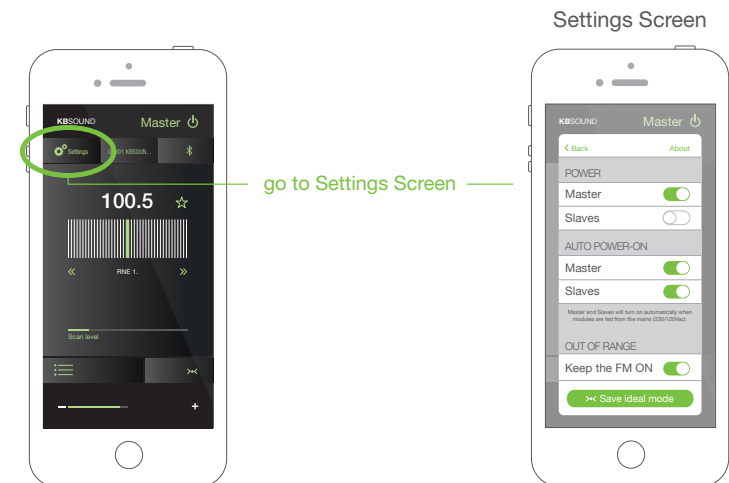 Settings Screen
KBSOUND
Master
Settings
KBSOUN...
100.5
RNE 1.
Scan level
+
go to Settings Screen
KBSOUND
Master
Back
About
POWER
Master
Slaves
AUTO POWER-ON
Master
Slaves
Master and Slaves will turn on automatically when
modules are fed from the mains (230/120Vac).
OUT OF RANGE
Keep the FM ON
Save ideal mode